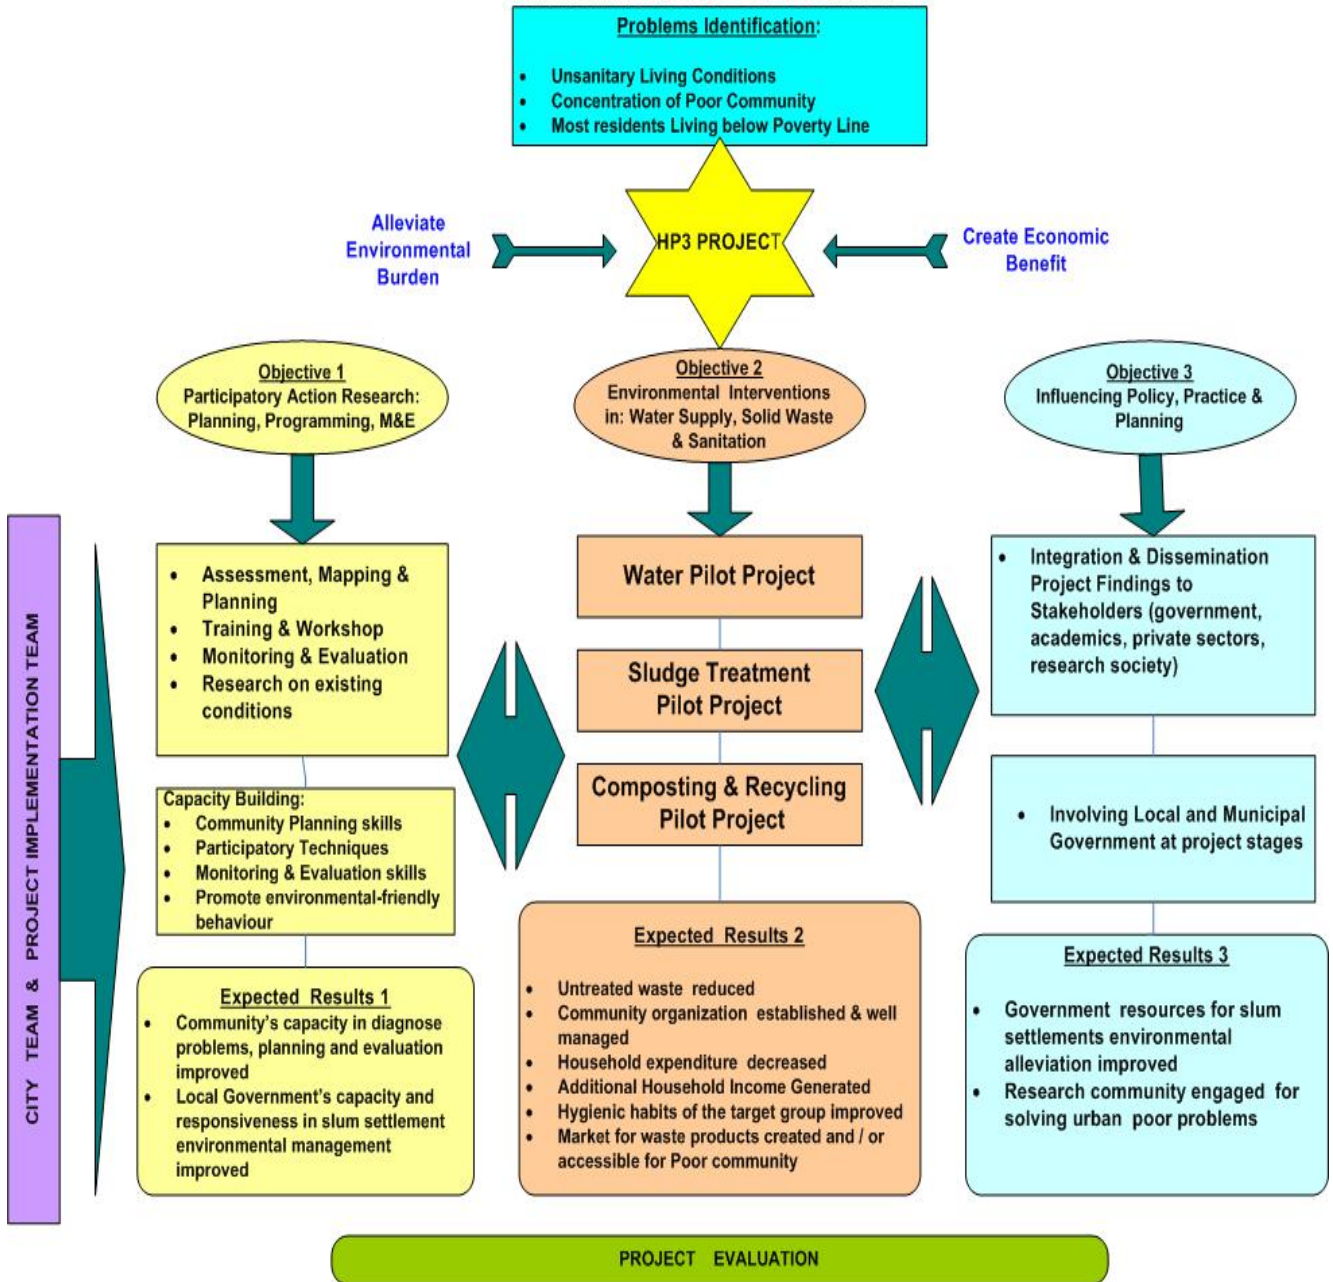 Problems Identification:
• Unsanitary Living Conditions
• Concentration of Poor Community
• Most residents Living below Poverty Line
Alleviate
Environmental
Burden
HP3 PROJECT
Create Economic
Benefit
Objective 1
Participatory Action Research:
Planning, Programming, M&E
Objective 2
Environmental Interventions
in: Water Supply, Solid Waste
& Sanitation
Objective 3
Influencing Policy, Practice &
Planning
CITY TEAM & PROJECT IMPLEMENTATION TEAM
• Assessment, Mapping &
Planning
• Training & Workshop
• Monitoring & Evaluation
• Research on existing
conditions
Capacity Building:
• Community Planning skills
• Participatory Techniques
• Monitoring & Evaluation skills
• Promote environmental-friendly
behaviour
Expected Results 1
• Community's capacity in diagnose
problems, planning and evaluation
improved
• Local Government's capacity and
responsiveness in slum settlement
environmental management
improved
Water Pilot Project
Sludge Treatment
Pilot Project
Composting & Recycling
Pilot Project
Expected Results 2
• Untreated waste reduced
• Community organization established & well
managed
• Household expenditure decreased
• Additional Household Income Generated
• Hygienic habits of the target group improved
• Market for waste products created and / or
accessible for Poor community
• Integration & Dissemination
Project Findings to
Stakeholders (government,
academics, private sectors,
research society)
• Involving Local and Municipal
Government at project stages
Expected Results 3
• Government resources for slum
settlements environmental
alleviation improved
• Research community engaged for
solving urban poor problems
PROJECT EVALUATION